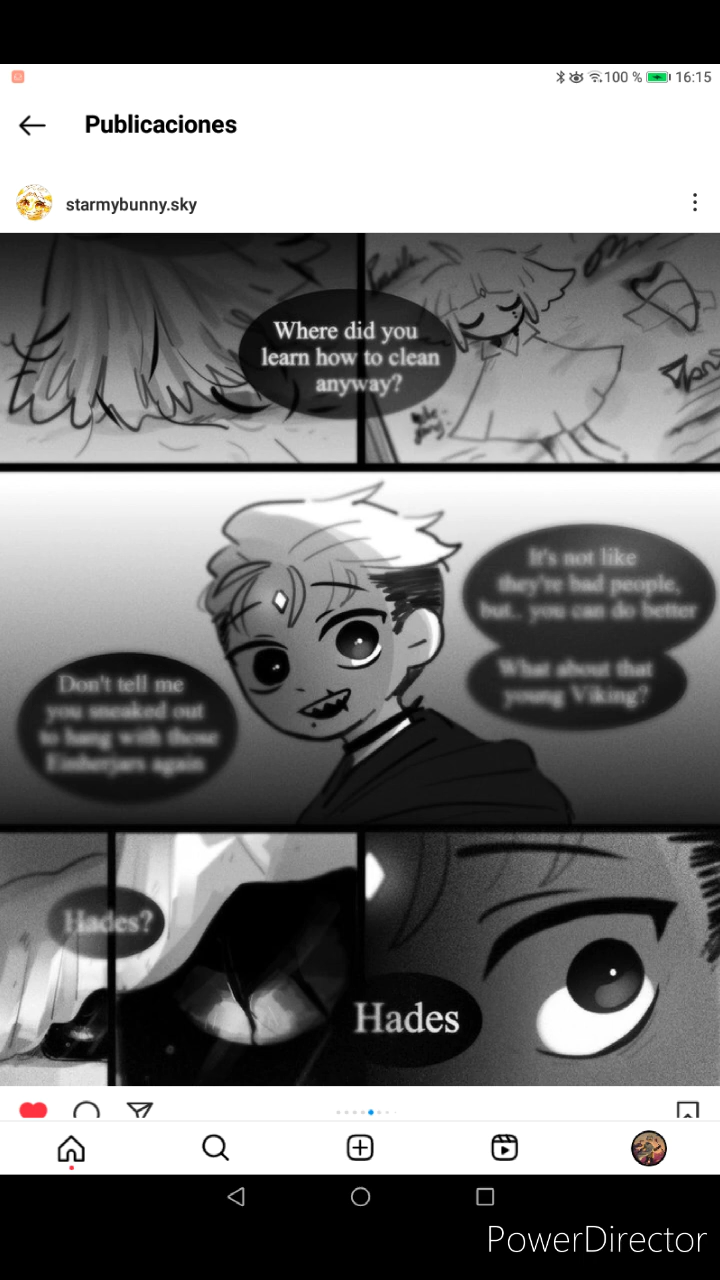 100 % 16:15
Publicaciones
starmybunny.sky
Where did you
learn how to clean
anyway?
It's not like
they're bad people,
but.. you can do better
What about that
young Viking?
Don't tell me
you sneaked out
to hang with those
Einsherjars again
Hades?
Hades
PowerDirector